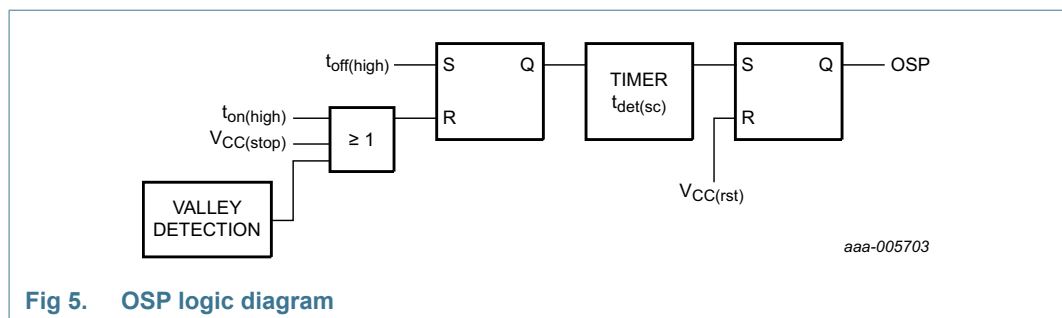 toff(high)
S Q
TIMER
tdet(sc)
S Q
OSP
ton(high)
VCC(stop)
≥ 1
R
R
VCC(rst)
VALLEY
DETECTION
aaa-005703
Fig 5. OSP logic diagram